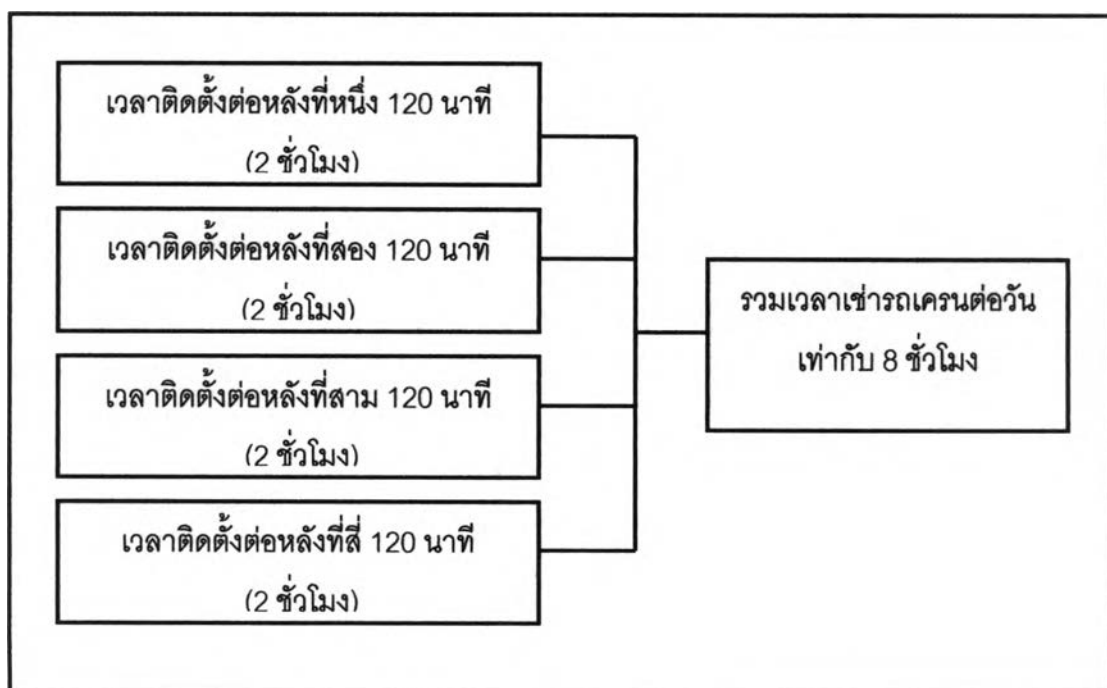 เวลาติดตั้งต่อหลังที่หนึ่ง 120 นาที
(2 ชั่วโมง)
เวลาติดตั้งต่อหลังที่สอง 120 นาที
(2 ชั่วโมง)
เวลาติดตั้งต่อหลังที่สาม 120 นาที
(2 ชั่วโมง)
เวลาติดตั้งต่อหลังที่สี่ 120 นาที
(2 ชั่วโมง)
รวมเวลาเช่ารถเครนต่อวัน
เท่ากับ 8 ชั่วโมง